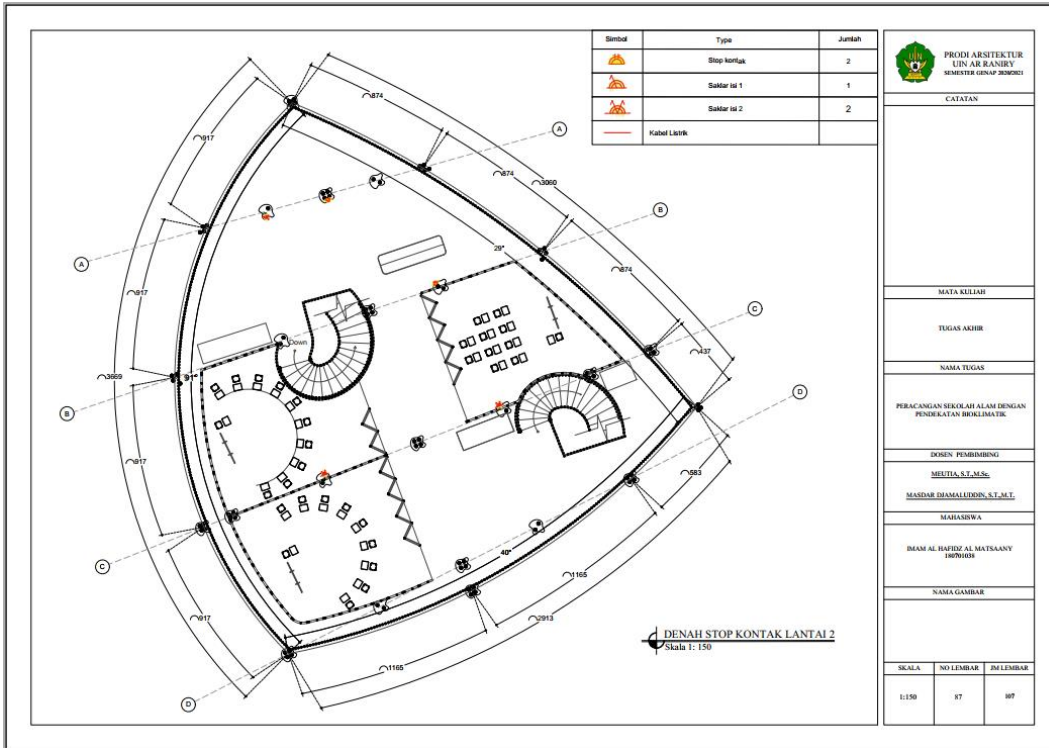 Simbol Type Jumlah
Stop kontak 2
Saklar isi 1 1
Saklar isi 2 2
Kabel Listrik
UIN
PRODI ARSITEKTUR
UIN AR RANIRY
SEMESTER GENAP 2020/2021
CATATAN
MATA KULIAH
TUGAS AKHIR
NAMA TUGAS
PERACANGAN SEKOLAH ALAM DENGAN
PENDEKATAN BIOKLIMATIK
DOSEN PEMBIMBING
MEUTIA, S.T.,M.Sc.
MASDAR DJAMALUDDIN, S.T.,M.T.
MAHASISWA
IMAM AL HAFIDZ AL MATSAANY
180701038
NAMA GAMBAR
SKALA NO LEMBAR JM LEMBAR
1:150 87 107
874
917
A
874
3060
B
917
29°
A
874
917
C
Down
437
3669
91°
B
D
917
583
C
40°
1165
917
2913
1165
D
DENAH STOP KONTAK LANTAI 2
Skala 1: 150